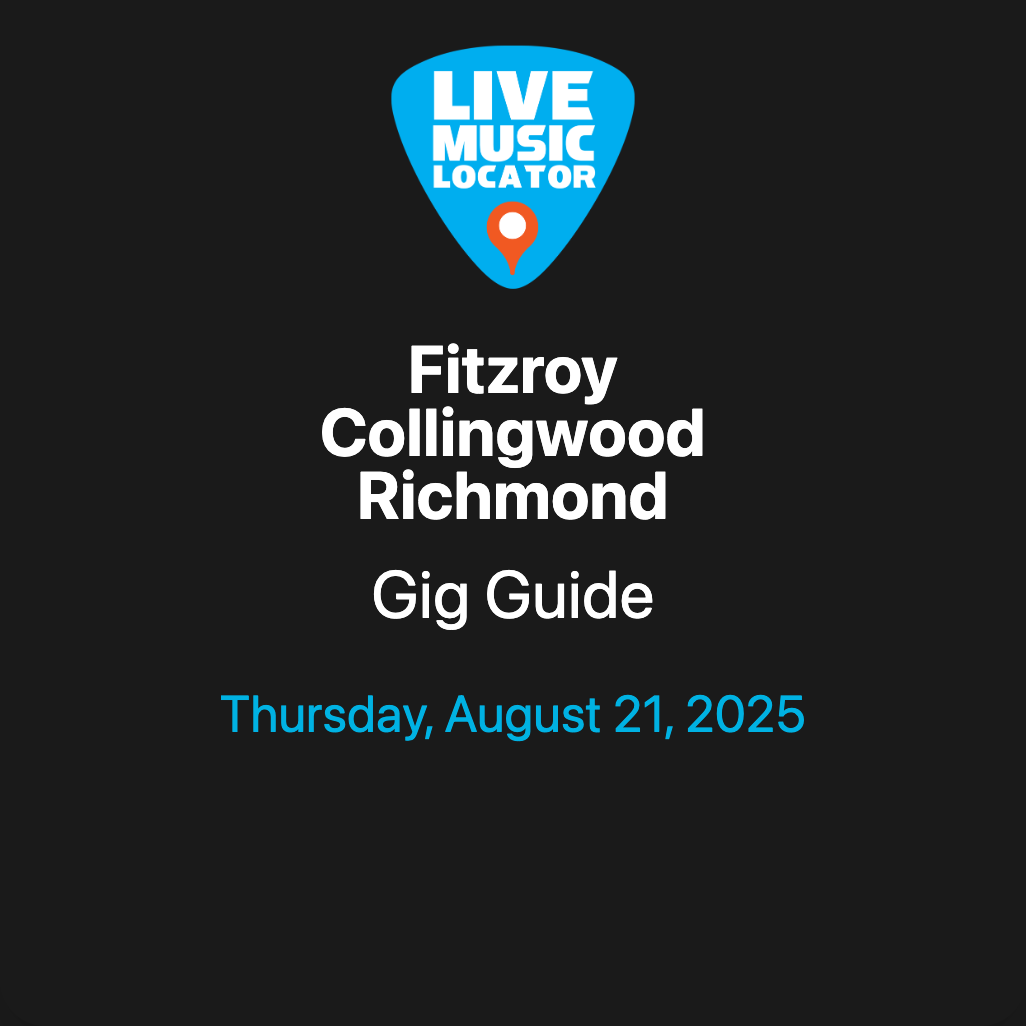 LIVE
MUSIC
LOCATOR
Fitzroy
Collingwood
Richmond
Gig Guide
Thursday, August 21, 2025